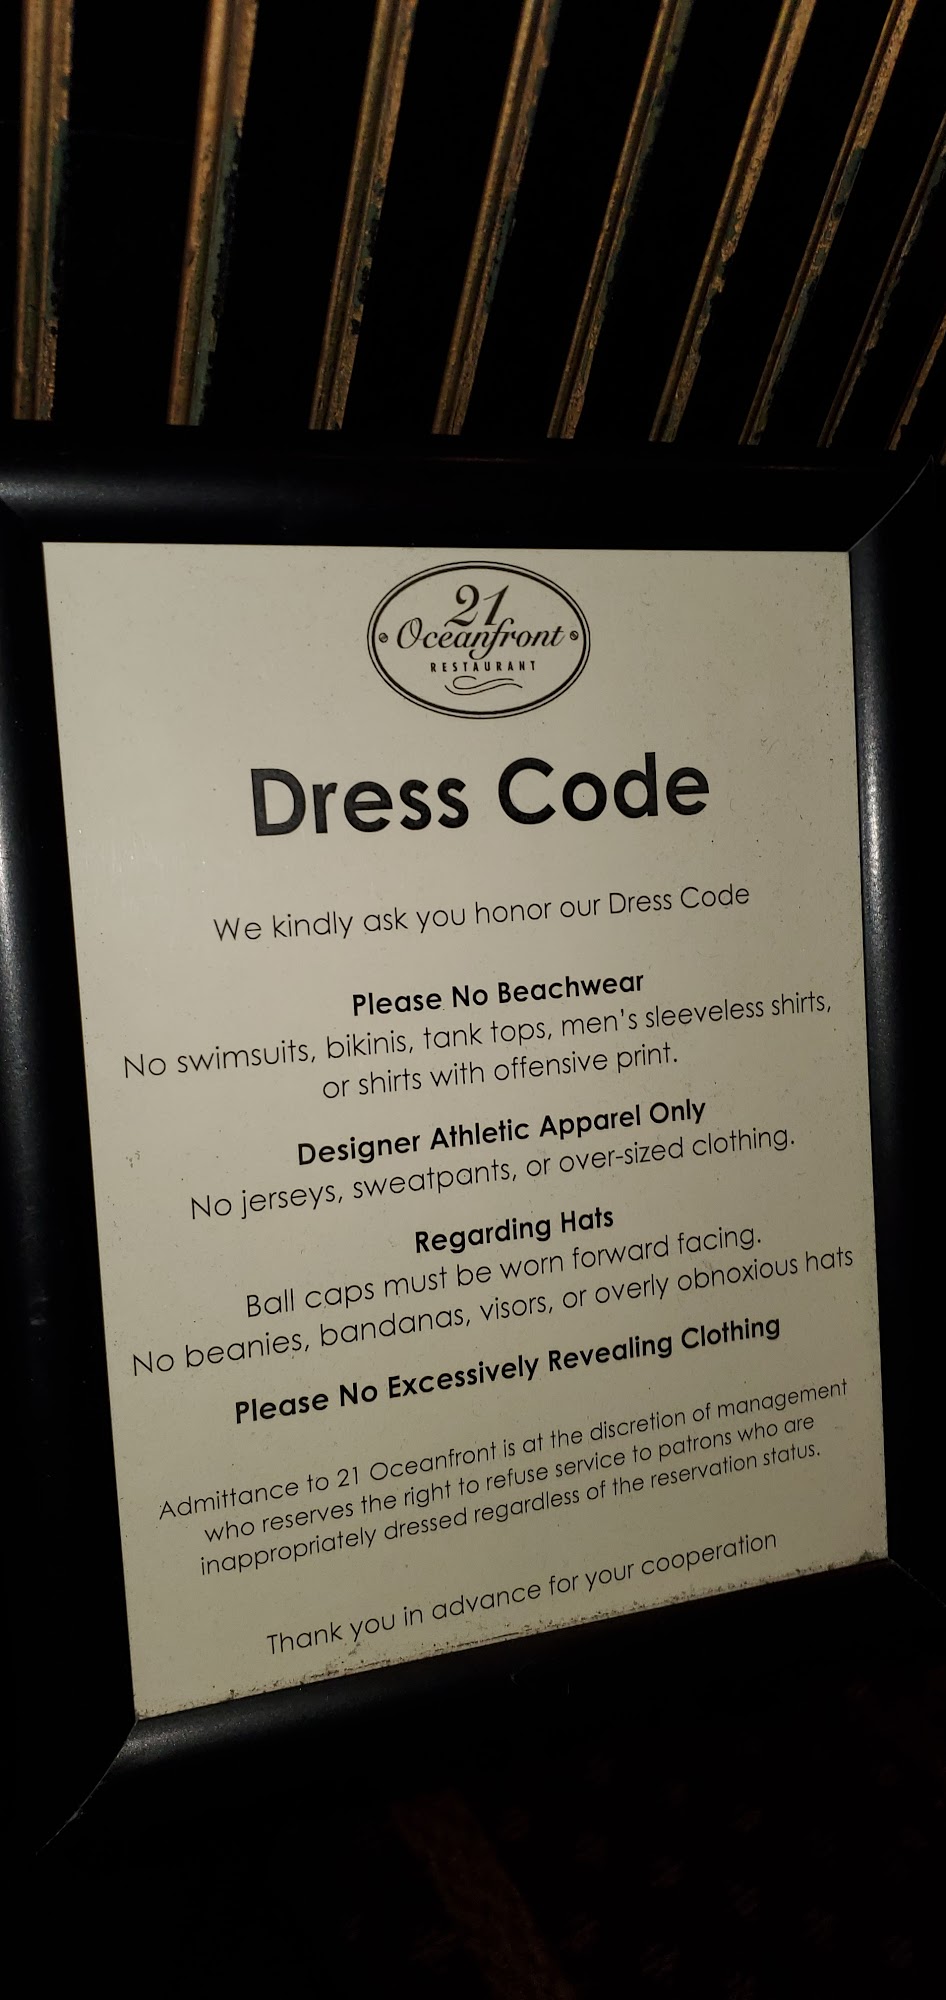 21
Oceanfront
RESTAURANT
Dress Code
We kindly ask you honor our Dress Code
Please No Beachwear
No swimsuits, bikinis, tank tops, men's sleeveless shirts,
or shirts with offensive print.
Designer Athletic Apparel Only
No jerseys, sweatpants, or over-sized clothing.
Regarding Hats
Ball caps must be worn forward facing.
No beanies, bandanas, visors, or overly obnoxious hats
Please No Excessively Revealing Clothing
Admittance to 21 Oceanfront is at the discretion of management
who reserves the right to refuse service to patrons who are
inappropriately dressed regardless of the reservation status.
Thank you in advance for your cooperation